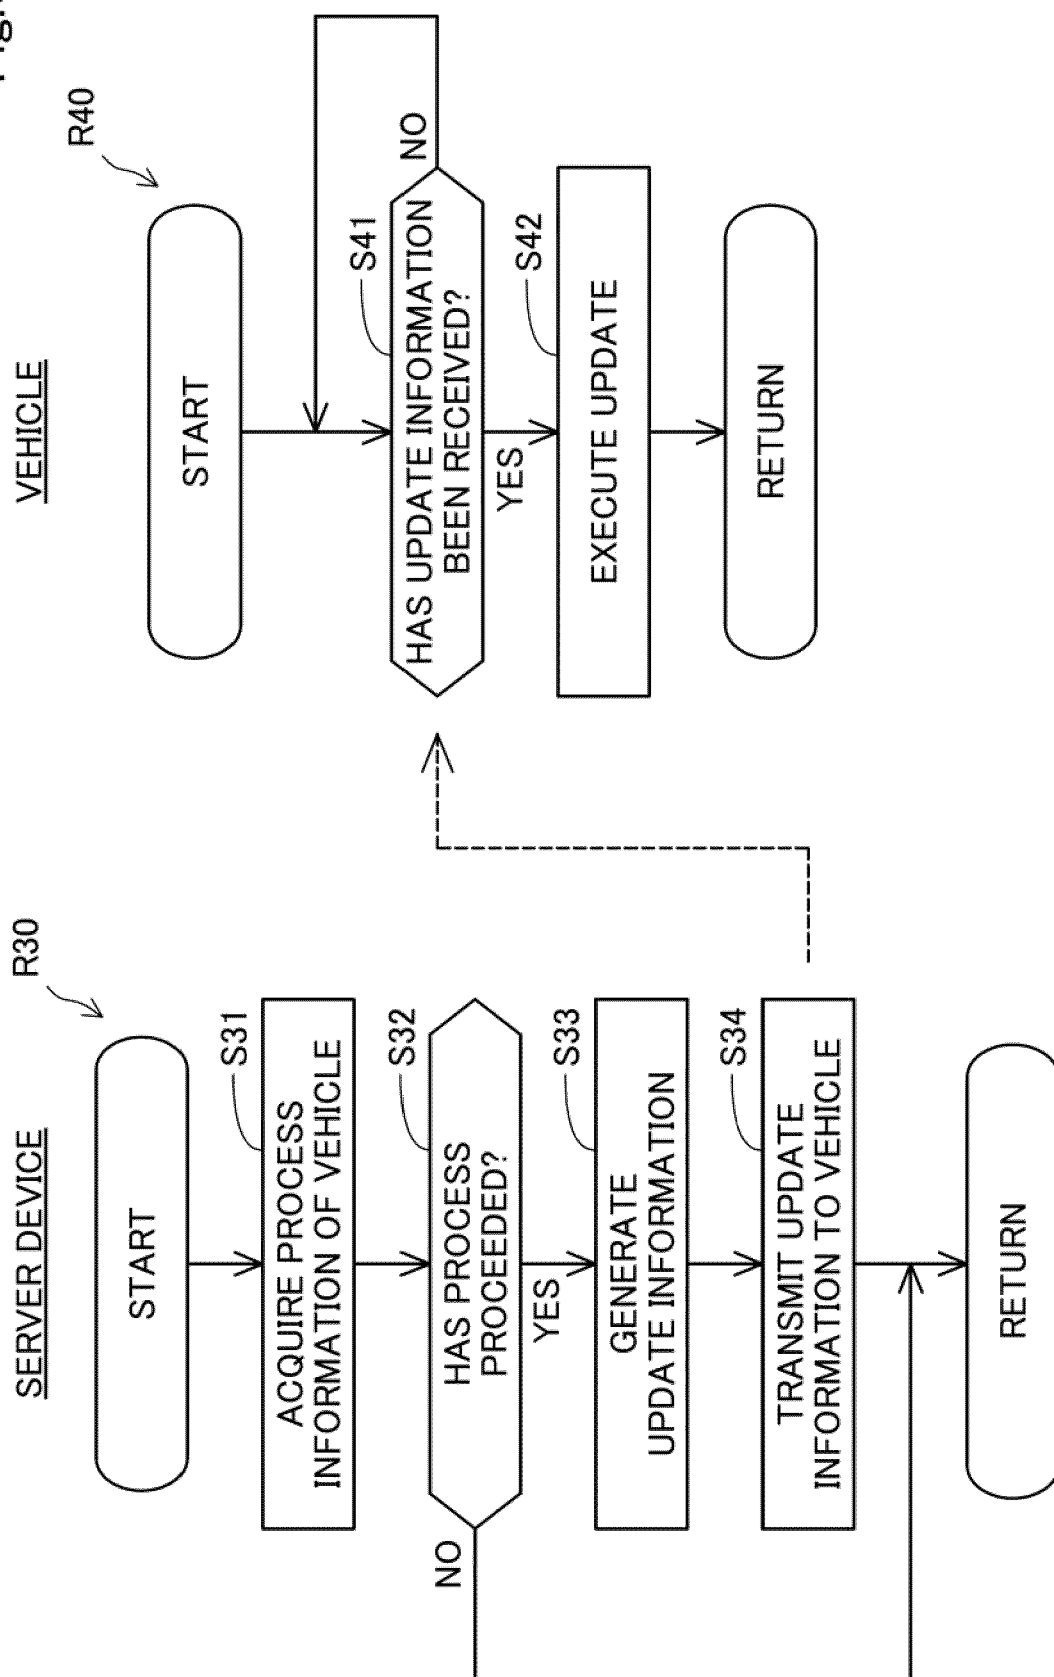 SERVER DEVICE
R30
START
S31
ACQUIRE PROCESS
INFORMATION OF VEHICLE
S32
HAS PROCESS
PROCEEDED?
NO
YES
S33
GENERATE
UPDATE INFORMATION
S34
TRANSMIT UPDATE
INFORMATION TO VEHICLE
RETURN
VEHICLE
R40
START
S41
HAS UPDATE INFORMATION
BEEN RECEIVED?
NO
YES
S42
EXECUTE UPDATE
RETURN